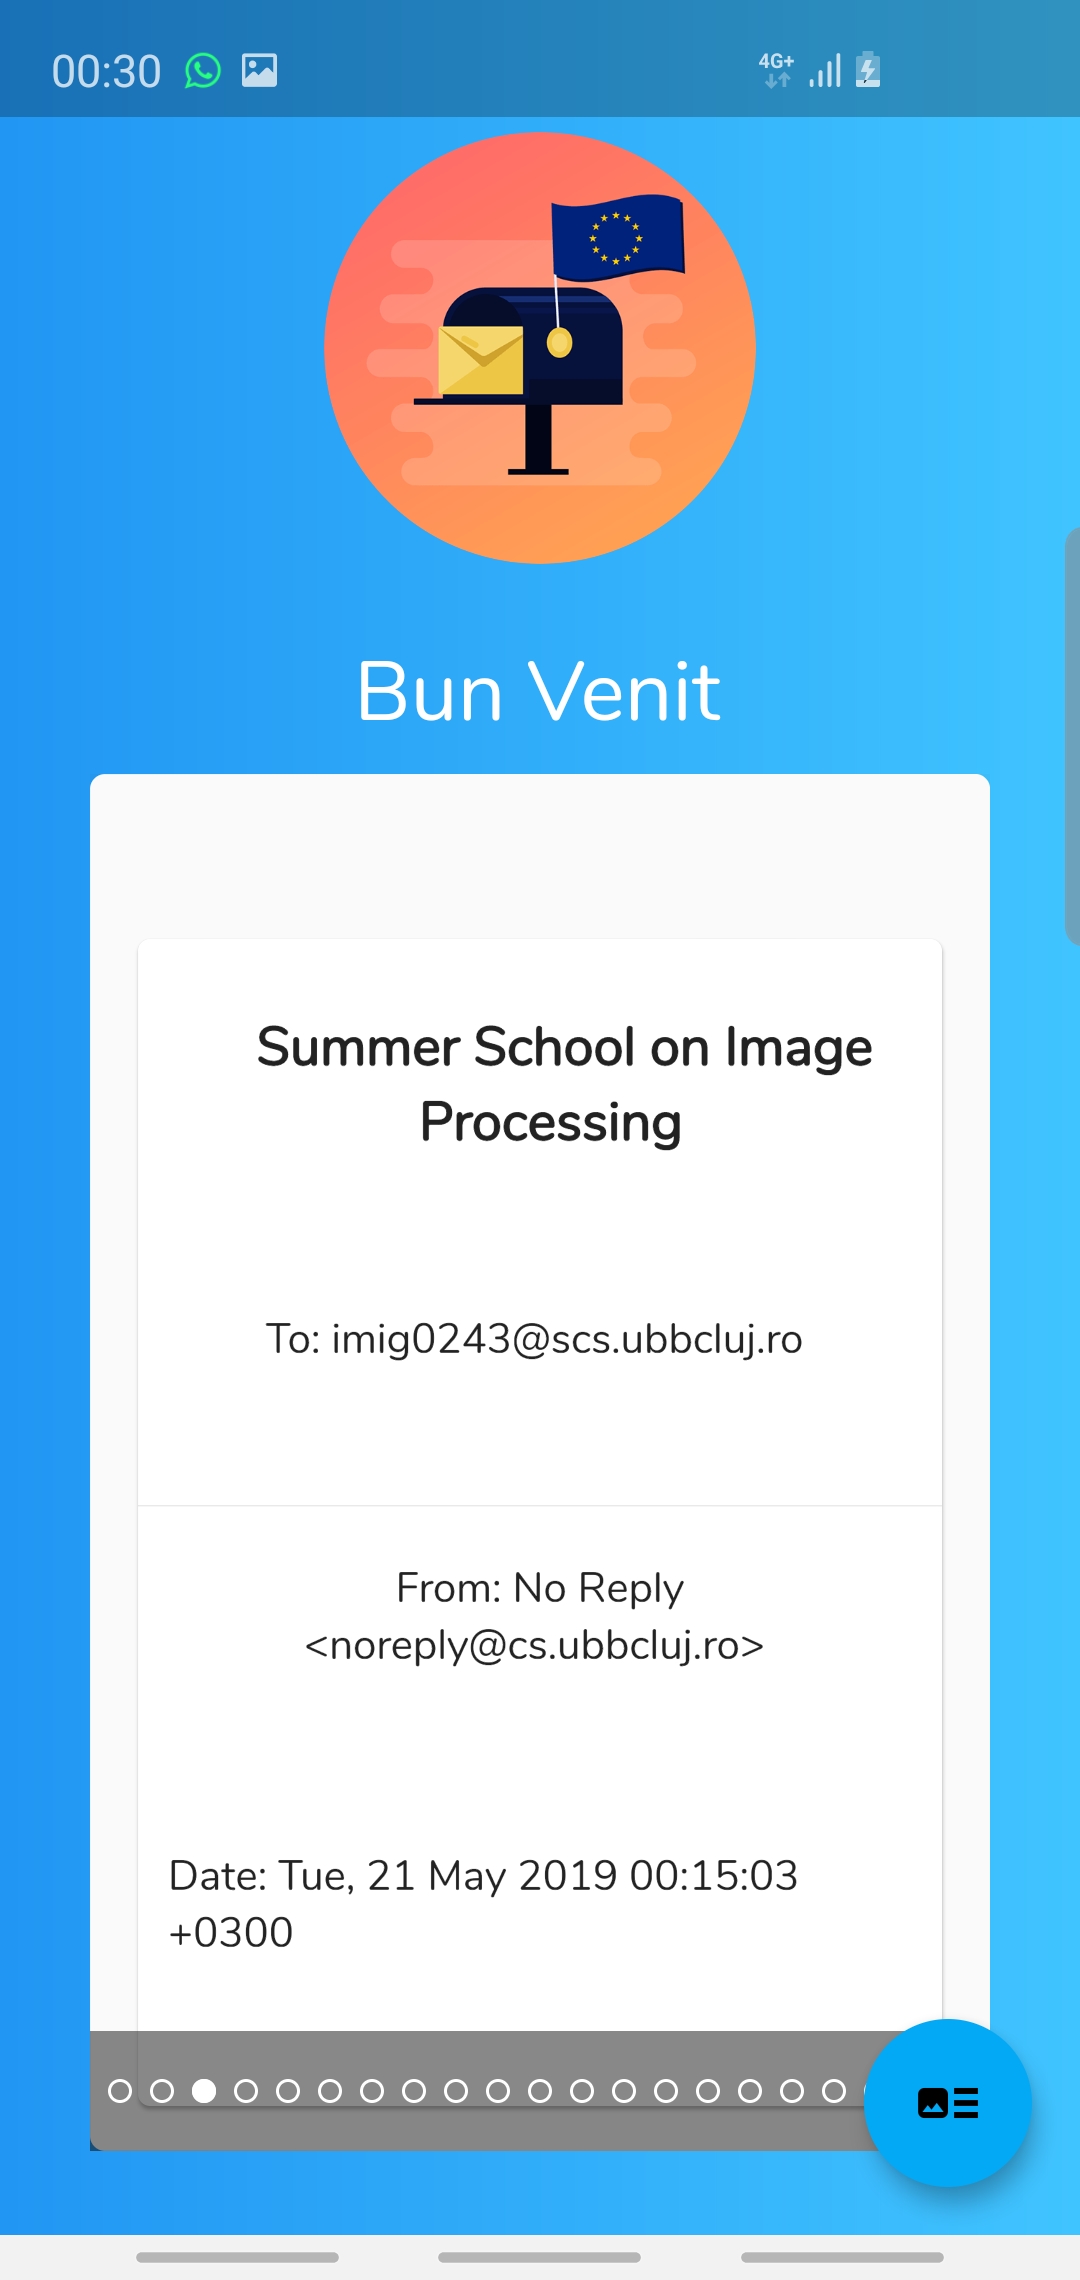 00:30
4G+
Bun Venit
Summer School on Image
Processing
To: imig0243@scs.ubbcluj.ro
From: No Reply
<noreply@cs.ubbcluj.ro>
Date: Tue, 21 May 2019 00:15:03
+0300